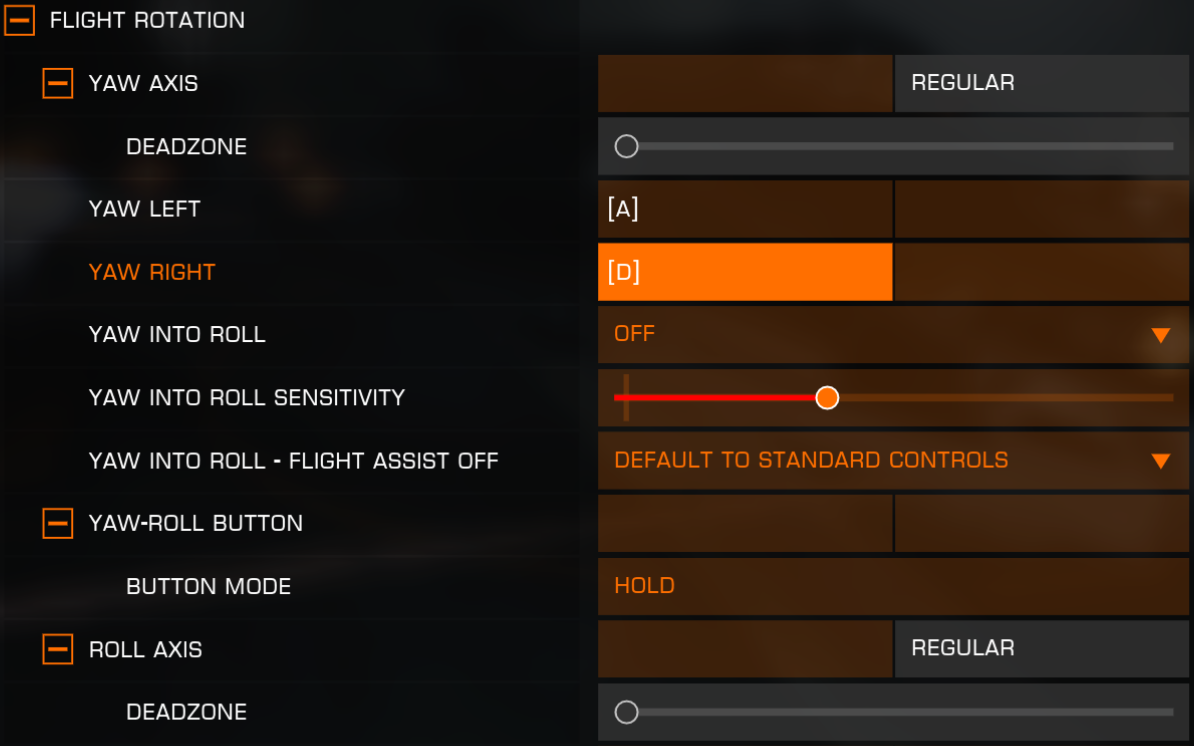 FLIGHT ROTATION
YAW AXIS REGULAR
DEADZONE
YAW LEFT [A]
YAW RIGHT [D]
YAW INTO ROLL OFF
YAW INTO ROLL SENSITIVITY
YAW INTO ROLL - FLIGHT ASSIST OFF DEFAULT TO STANDARD CONTROLS
YAW-ROLL BUTTON
BUTTON MODE HOLD
ROLL AXIS REGULAR
DEADZONE